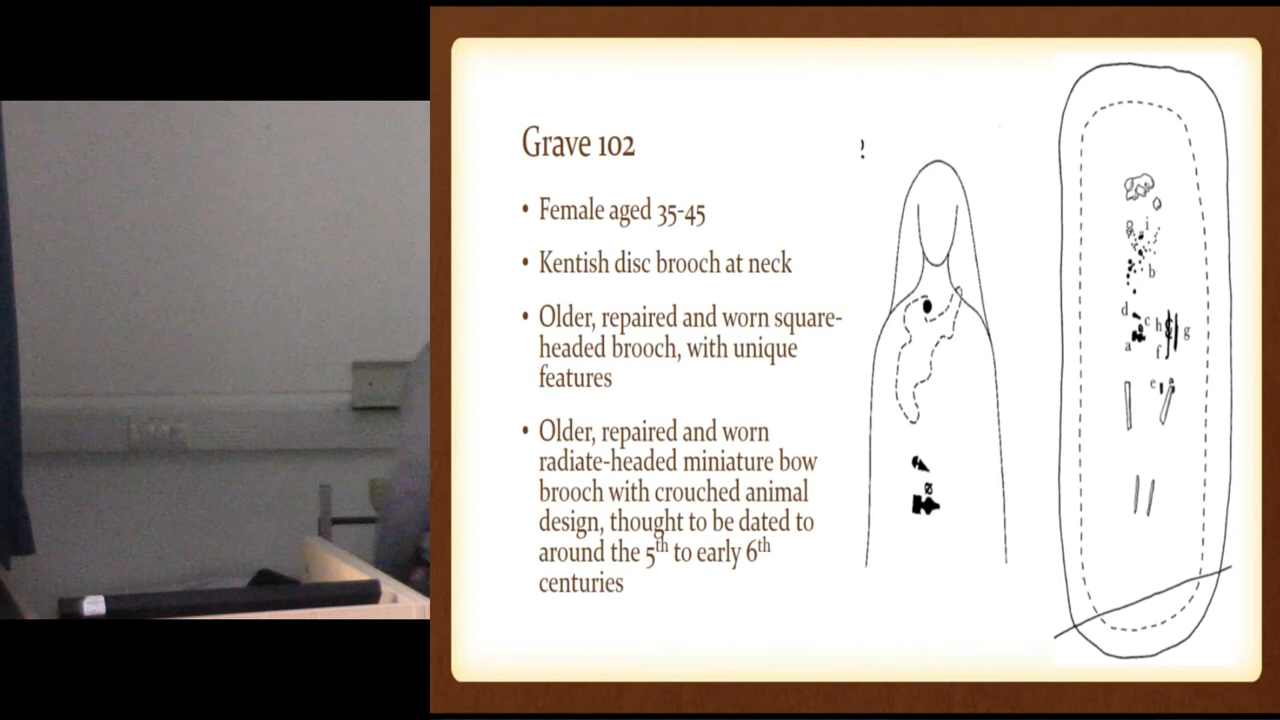 Grave 102
• Female aged 35-45
• Kentish disc brooch at neck
• Older, repaired and worn square-
headed brooch, with unique
features
• Older, repaired and worn
radiate-headed miniature bow
brooch with crouched animal
design, thought to be dated to
around the 5th to early 6th
centuries
g i
b
d c h g
a f
e